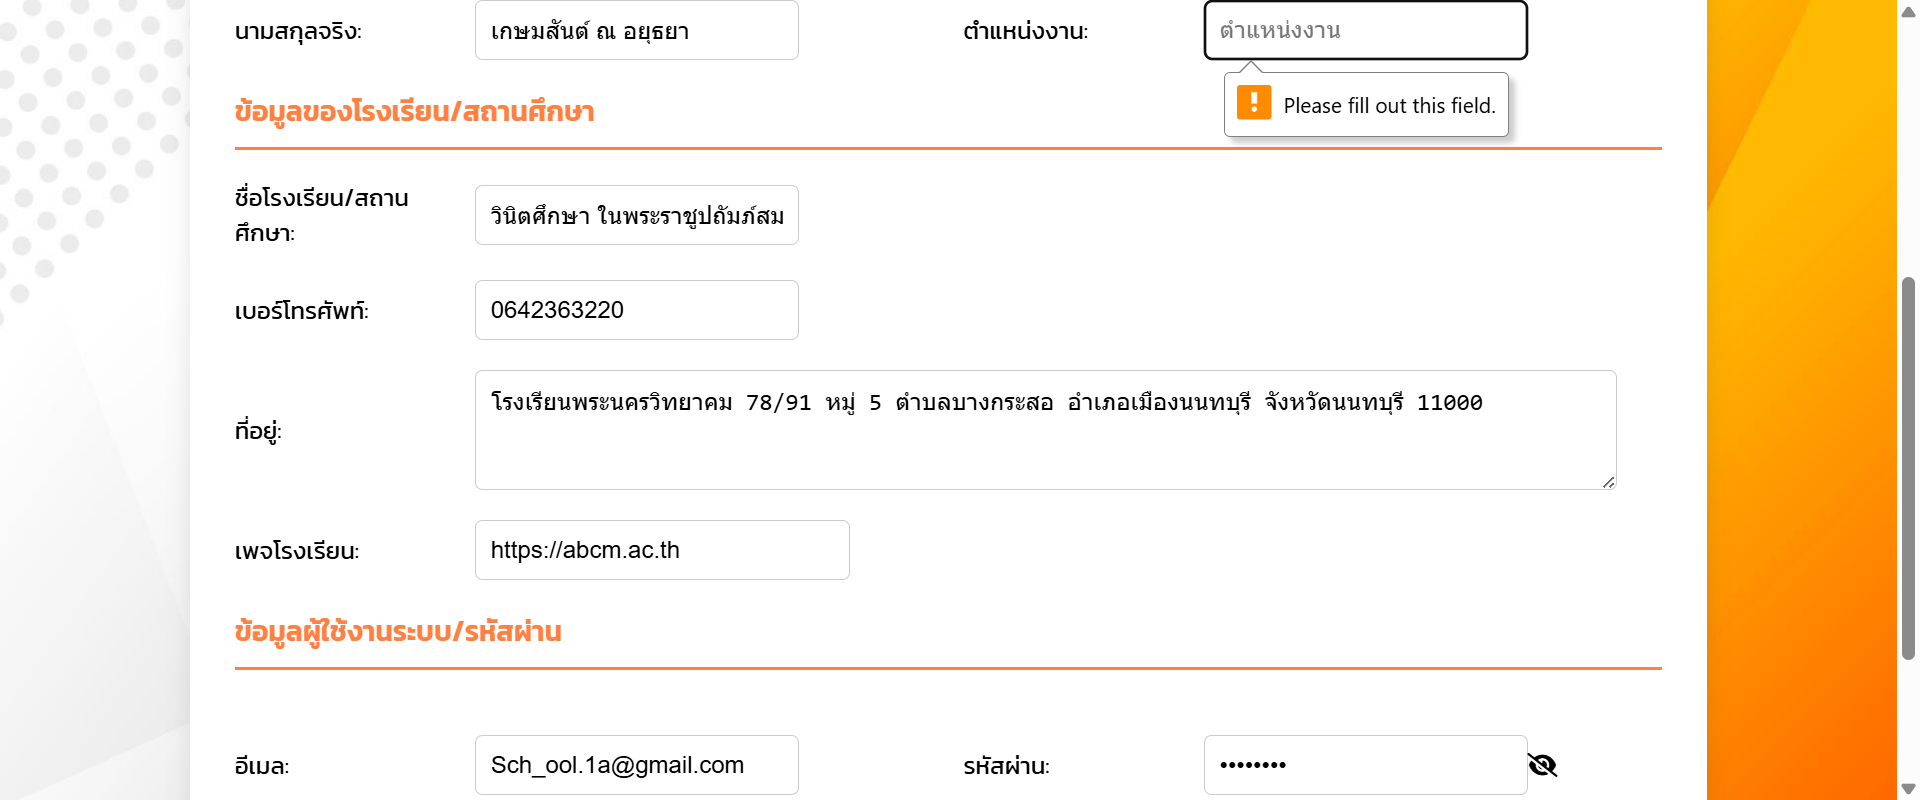 นามสกุลจริง: เกษมสันต์ ณ อยุธยา ตำแหน่งงาน: ตำแหน่งงาน
Please fill out this field.
ข้อมูลของโรงเรียน/สถานศึกษา
ชื่อโรงเรียน/สถาน
ศึกษา: วินิตศึกษา ในพระราชูปถัมภ์สม
เบอร์โทรศัพท์: 0642363220
ที่อยู่: โรงเรียนพระนครวิทยาคม 78/91 หมู่ 5 ตำบลบางกระสอ อำเภอเมืองนนทบุรี จังหวัดนนทบุรี 11000
เพจโรงเรียน: https://abcm.ac.th
ข้อมูลผู้ใช้งานระบบ/รหัสผ่าน
อีเมล: Sch_ool.1a@gmail.com รหัสผ่าน: ••••••••